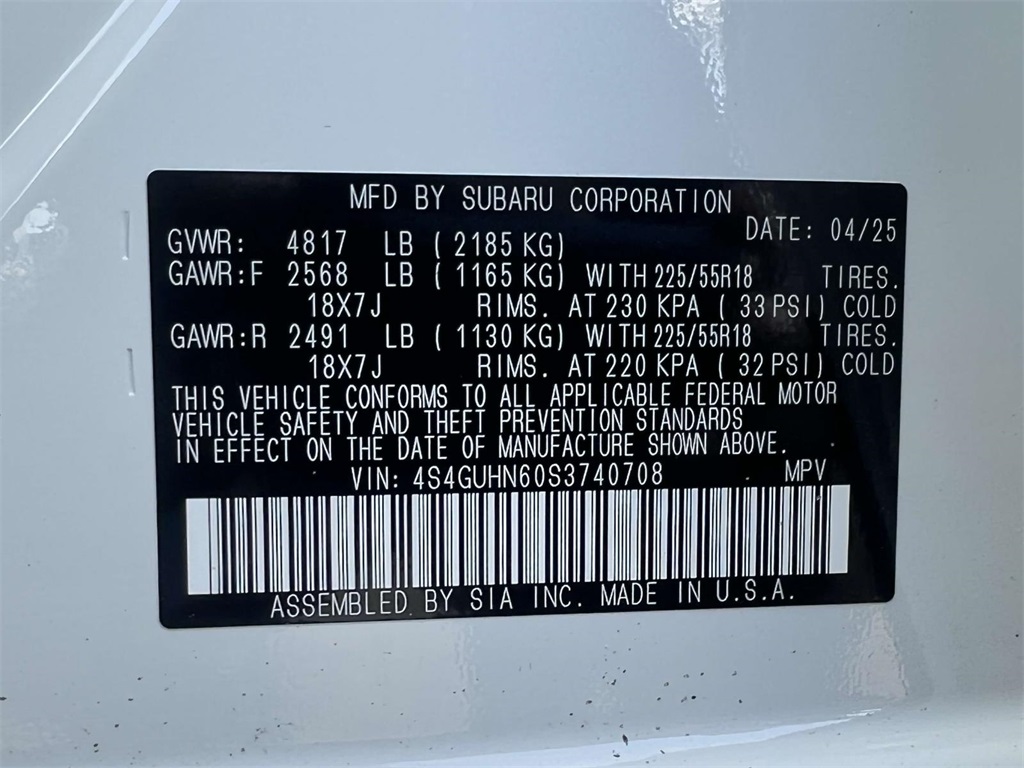 MFD BY SUBARU CORPORATION
DATE: 04/25
GVWR: 4817 LB ( 2185 KG)
GAWR:F 2568 LB ( 1165 KG) WITH 225/55R18 TIRES.
18X7J RIMS. AT 230 KPA ( 33 PSI) COLD
GAWR:R 2491 LB ( 1130 KG) WITH 225/55R18 TIRES.
18X7J RIMS. AT 220 KPA ( 32 PSI) COLD
THIS VEHICLE CONFORMS TO ALL APPLICABLE FEDERAL MOTOR
VEHICLE SAFETY AND THEFT PREVENTION STANDARDS
IN EFFECT ON THE DATE OF MANUFACTURE SHOWN ABOVE.
VIN: 4S4GUHN60S3740708 MPV
ASSEMBLED BY SIA INC. MADE IN U.S.A.